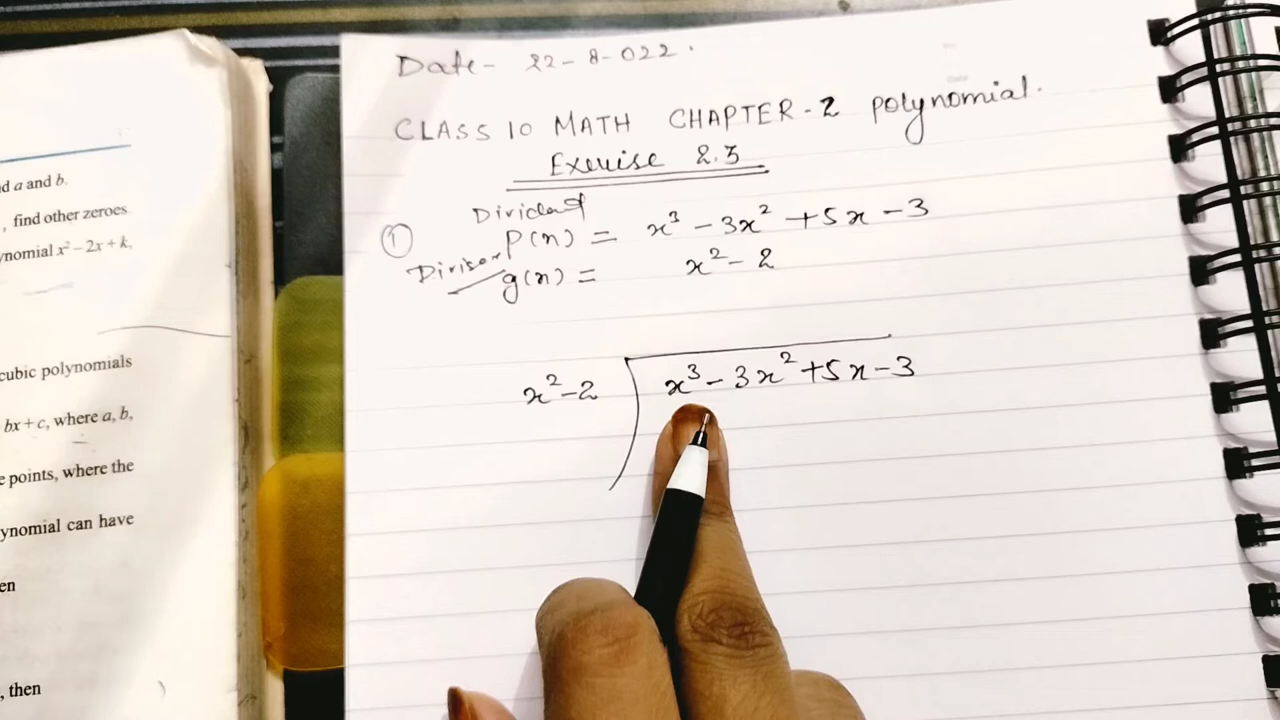 d a and b.
, find other zeroes
ynomial x² – 2x + k,
cubic polynomials
bx + c, where a, b,
e points, where the
ynomial can have
en
, then
Date- 22-8-022.
CLASS 10 MATH CHAPTER-2 polynomial.
Exercise 2.3
Dividend
① P(x) = x³ - 3x² + 5x - 3
Divisor g(x) = x² - 2
x² - 2 ) x³ - 3x² + 5x - 3